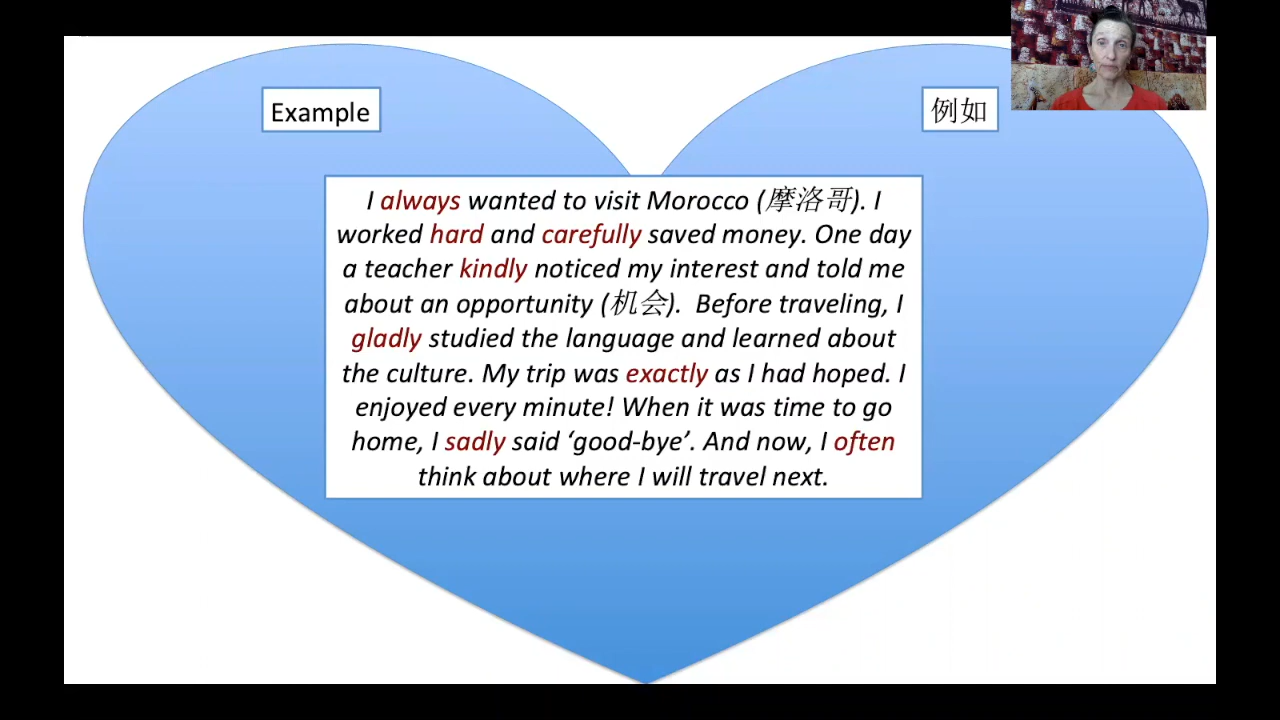 Example
例如
I always wanted to visit Morocco (摩洛哥). I
worked hard and carefully saved money. One day
a teacher kindly noticed my interest and told me
about an opportunity (机会).  Before traveling, I
gladly studied the language and learned about
the culture. My trip was exactly as I had hoped. I
enjoyed every minute! When it was time to go
home, I sadly said ‘good-bye’. And now, I often
think about where I will travel next.